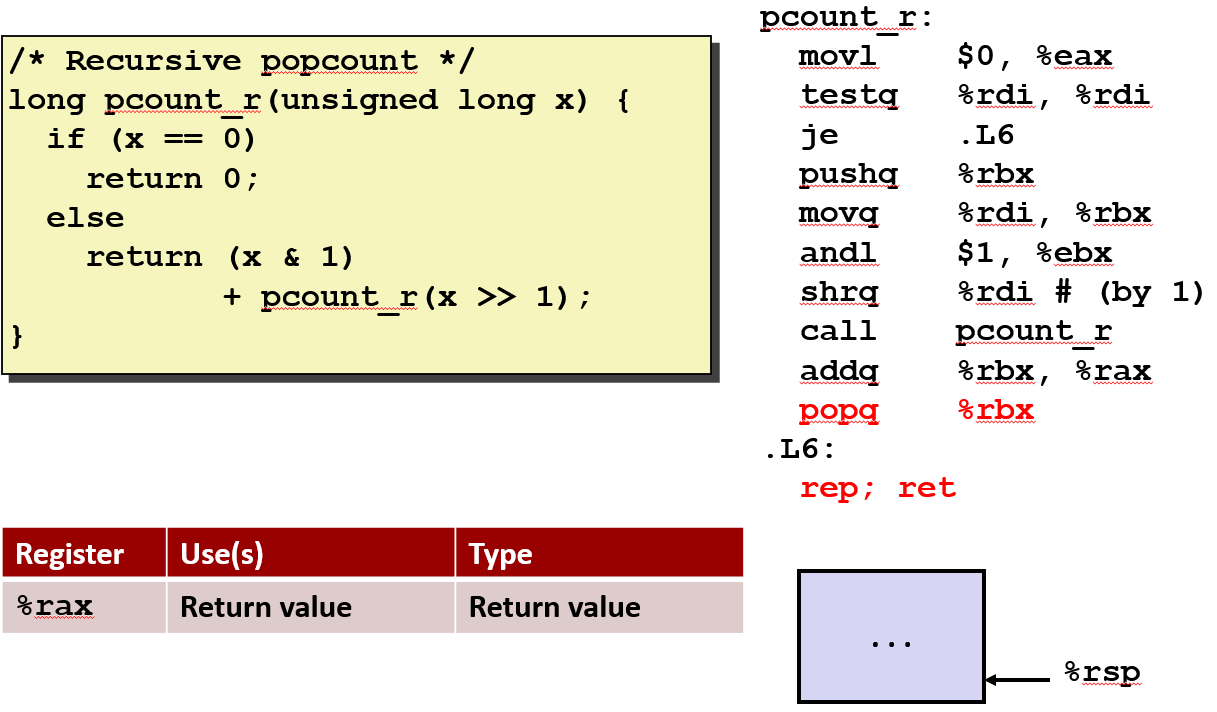 /* Recursive popcount */
long pcount_r(unsigned long x) {
  if (x == 0)
    return 0;
  else
    return (x & 1)
           + pcount_r(x >> 1);
}
pcount_r:
  movl    $0, %eax
  testq   %rdi, %rdi
  je      .L6
  pushq   %rbx
  movq    %rdi, %rbx
  andl    $1, %ebx
  shrq    %rdi # (by 1)
  call    pcount_r
  addq    %rbx, %rax
  popq    %rbx
.L6:
  rep; ret
Register Use(s) Type
%rax Return value Return value
...
%rsp